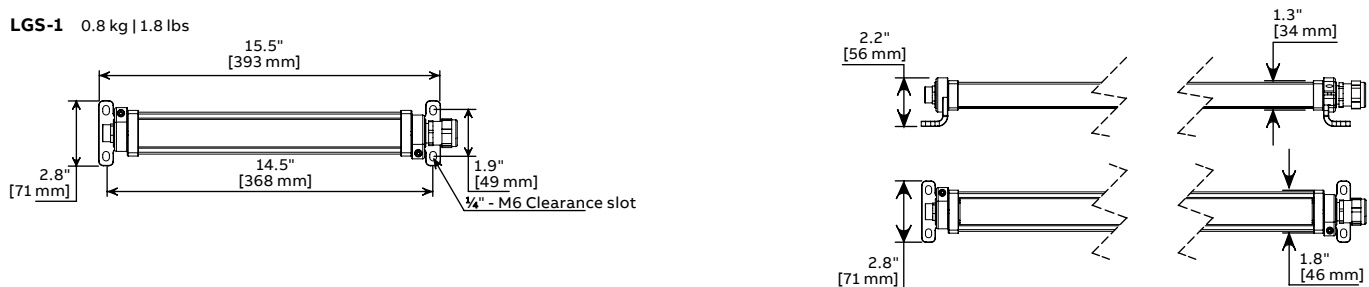 LGS-1 0.8 kg | 1.8 lbs
15.5"
[393 mm]
2.8"
[71 mm]
14.5"
[368 mm]
1.9"
[49 mm]
¼" - M6 Clearance slot
2.2"
[56 mm]
1.3"
[34 mm]
2.8"
[71 mm]
1.8"
[46 mm]